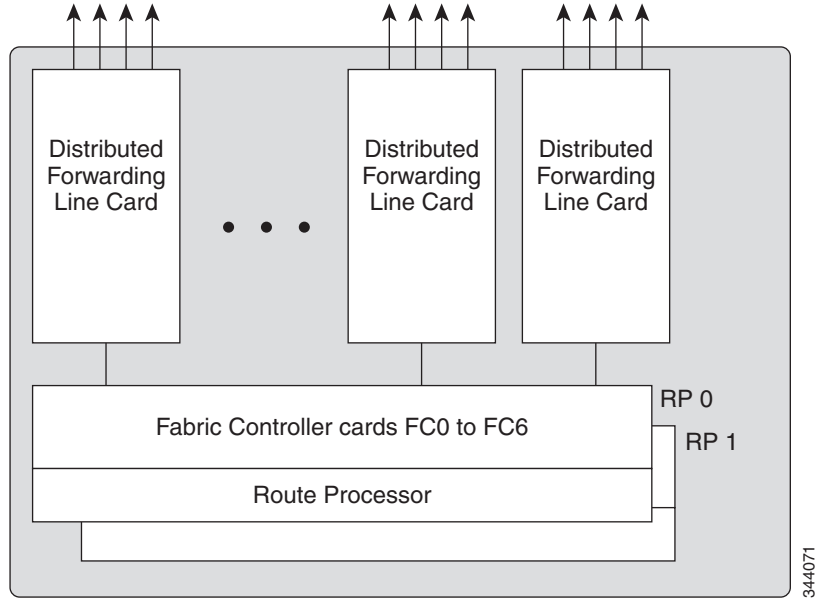 Distributed
Forwarding
Line Card
Distributed
Forwarding
Line Card
Distributed
Forwarding
Line Card
Fabric Controller cards FC0 to FC6
RP 0
RP 1
Route Processor
344071